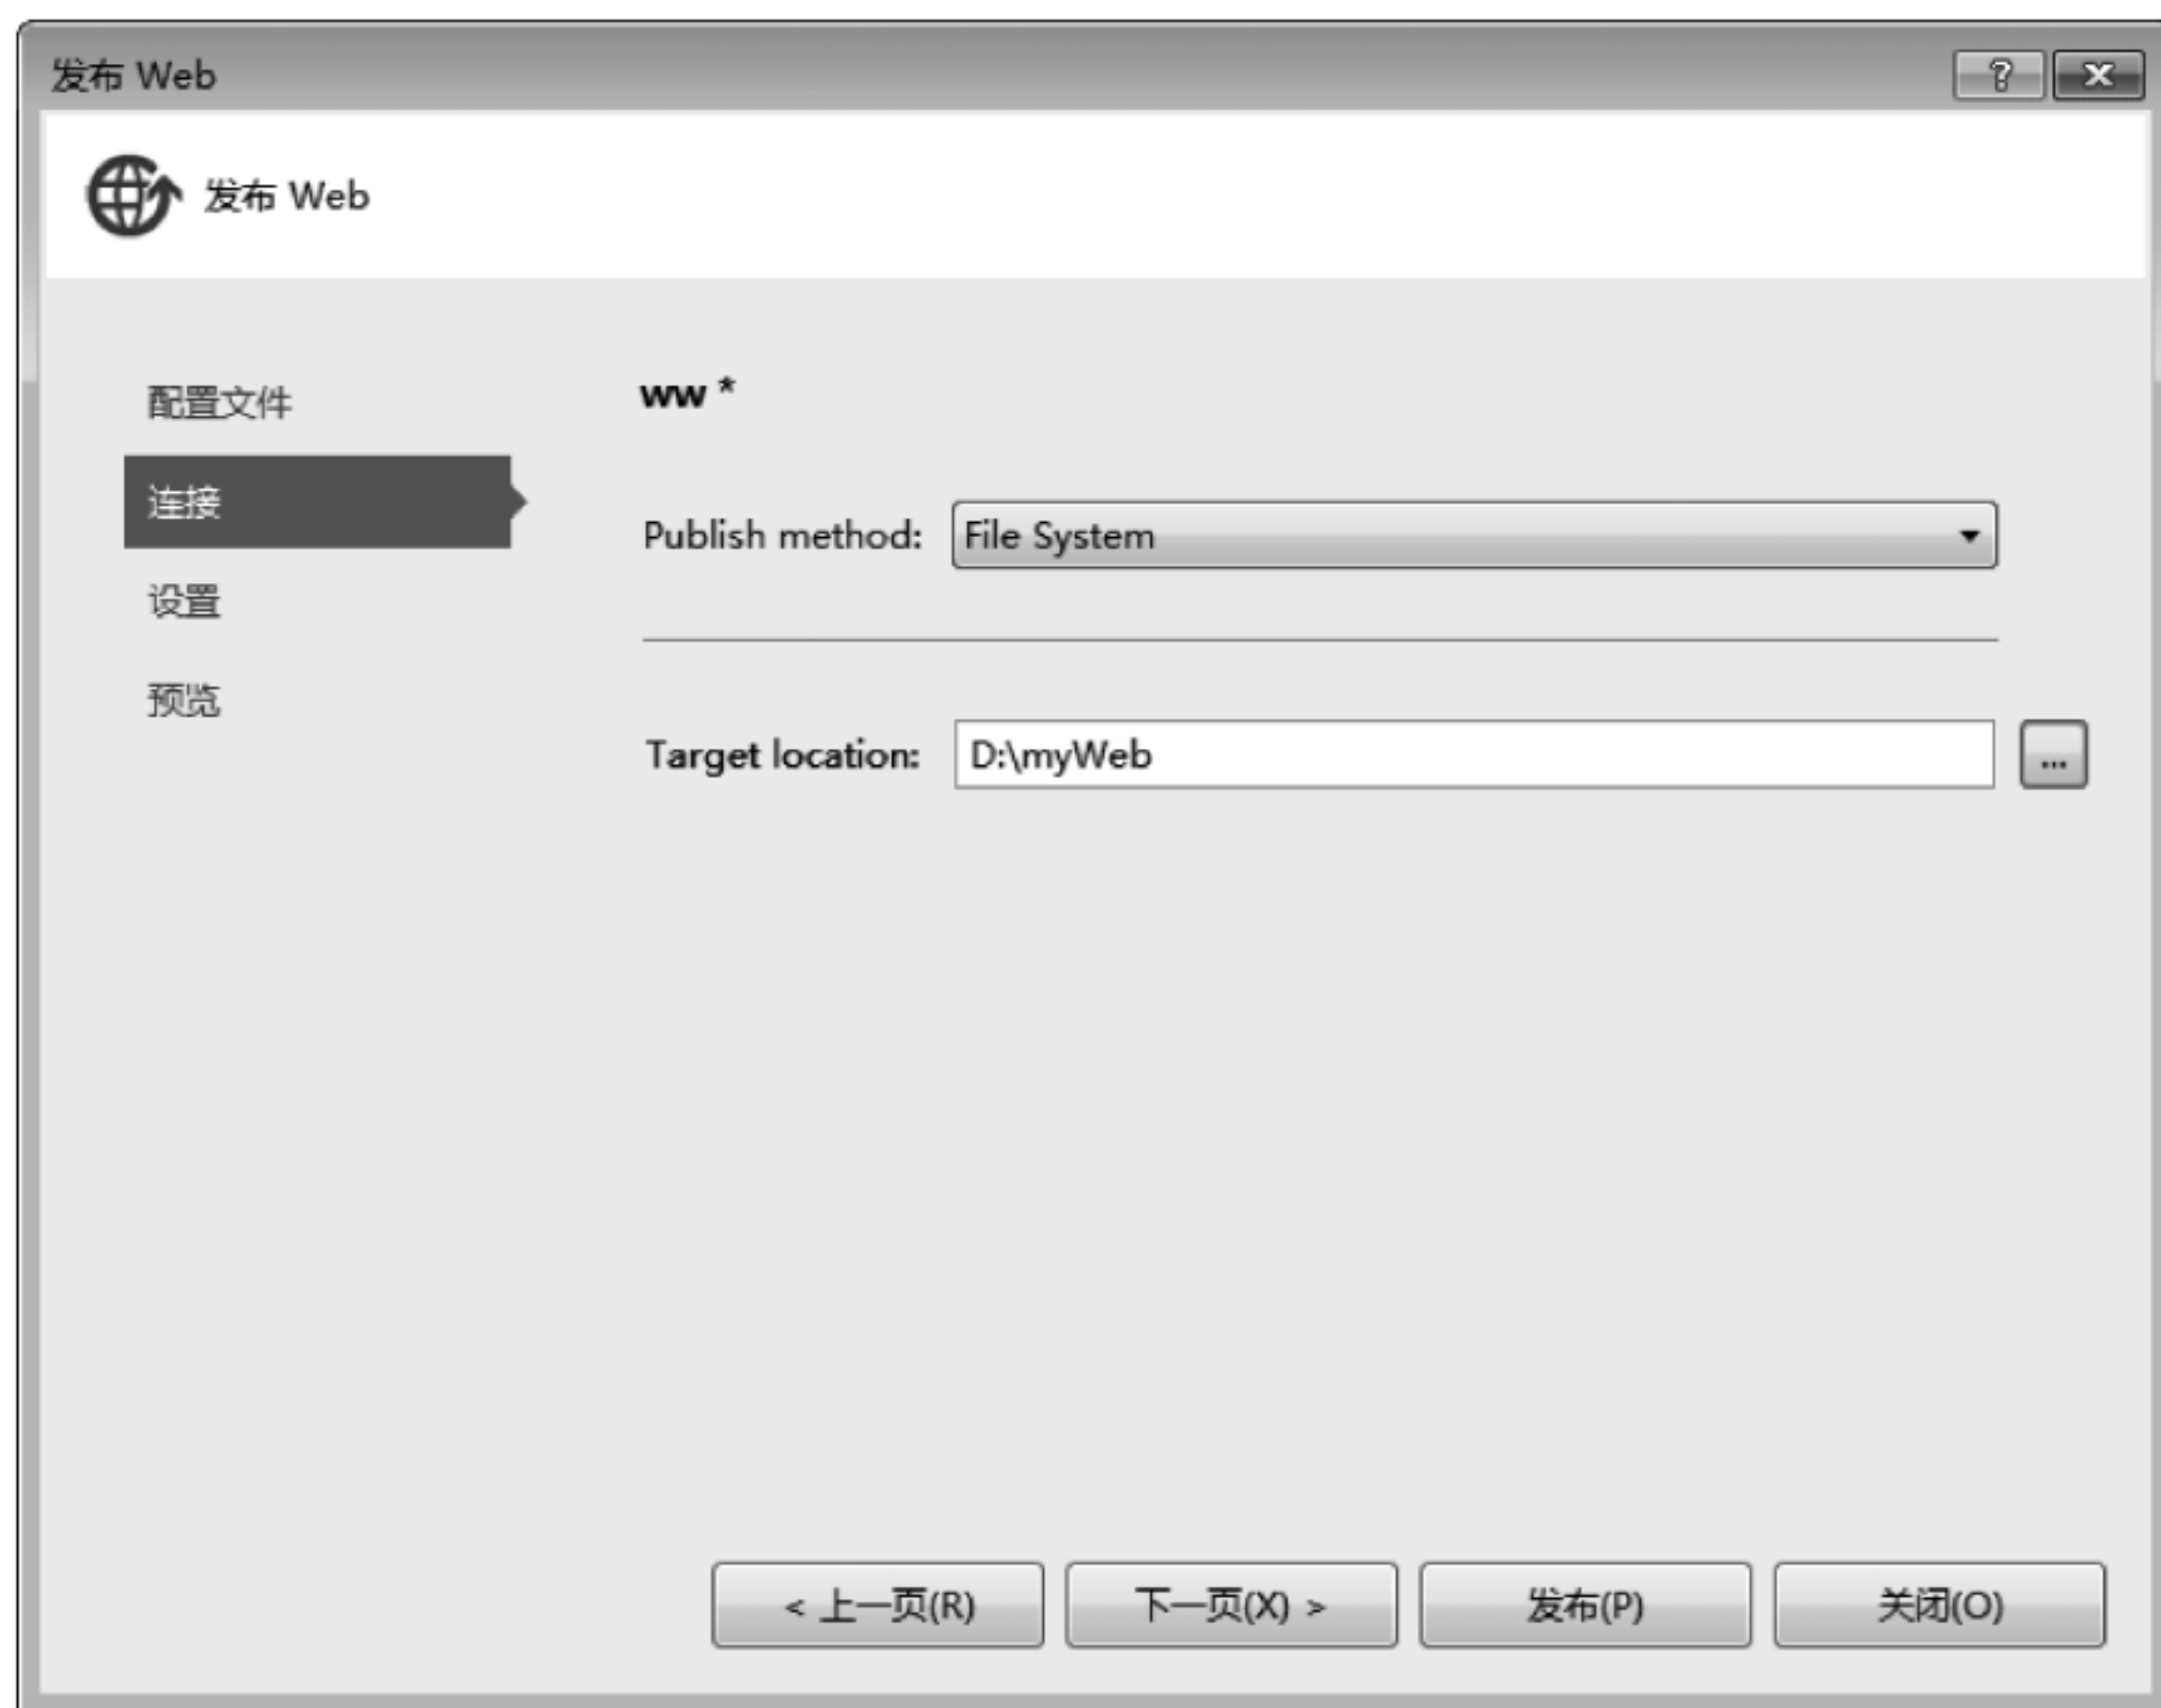 发布 Web
发布 Web
配置文件
连接
设置
预览
ww *
Publish method: File System
Target location: D:\myWeb
...
< 上一页(R) 下一页(X) > 发布(P) 关闭(O)